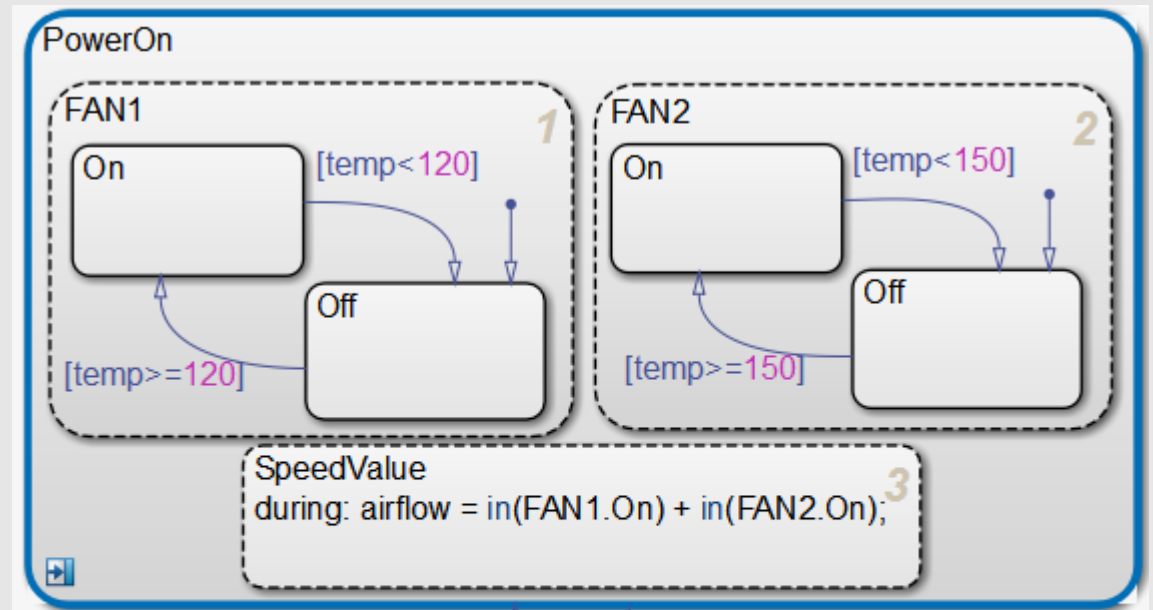 PowerOn
FAN1
1
On
[temp<120]
Off
[temp>=120]
FAN2
2
On
[temp<150]
Off
[temp>=150]
SpeedValue
3
during: airflow = in(FAN1.On) + in(FAN2.On);